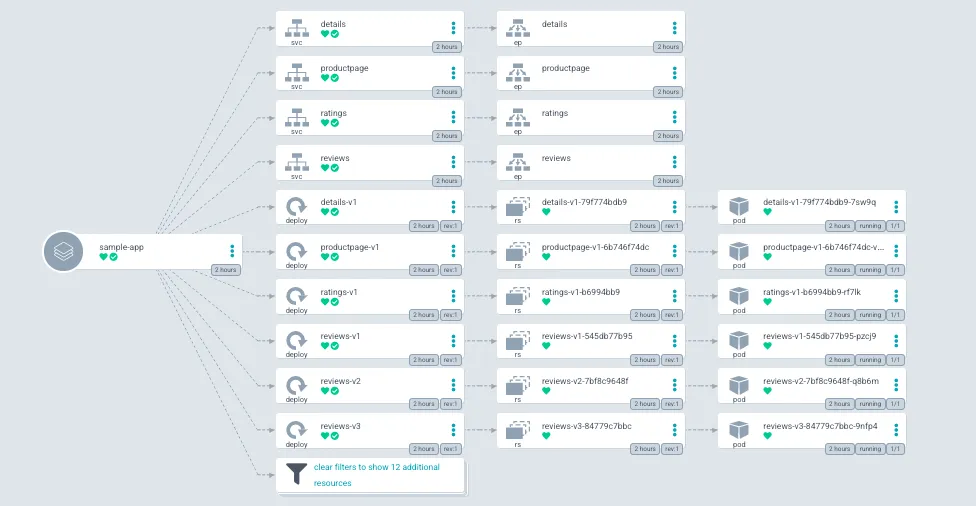 details
svc
2 hours
details
ep
2 hours
productpage
svc
2 hours
productpage
ep
2 hours
ratings
svc
2 hours
ratings
ep
2 hours
reviews
svc
2 hours
reviews
ep
2 hours
details-v1
deploy
2 hours rev:1
details-v1-79f774bdb9
rs
2 hours rev:1
details-v1-79f774bdb9-7sw9q
pod
2 hours running 1/1
sample-app
2 hours
productpage-v1
deploy
2 hours rev:1
productpage-v1-6b746f74dc
rs
2 hours rev:1
productpage-v1-6b746f74dc-v...
pod
2 hours running 1/1
ratings-v1
deploy
2 hours rev:1
ratings-v1-b6994bb9
rs
2 hours rev:1
ratings-v1-b6994bb9-rf7lk
pod
2 hours running 1/1
reviews-v1
deploy
2 hours rev:1
reviews-v1-545db77b95
rs
2 hours rev:1
reviews-v1-545db77b95-pzcj9
pod
2 hours running 1/1
reviews-v2
deploy
2 hours rev:1
reviews-v2-7bf8c9648f
rs
2 hours rev:1
reviews-v2-7bf8c9648f-q8b6m
pod
2 hours running 1/1
reviews-v3
deploy
2 hours rev:1
reviews-v3-84779c7bbc
rs
2 hours rev:1
reviews-v3-84779c7bbc-9nfp4
pod
2 hours running 1/1
clear filters to show 12 additional
resources